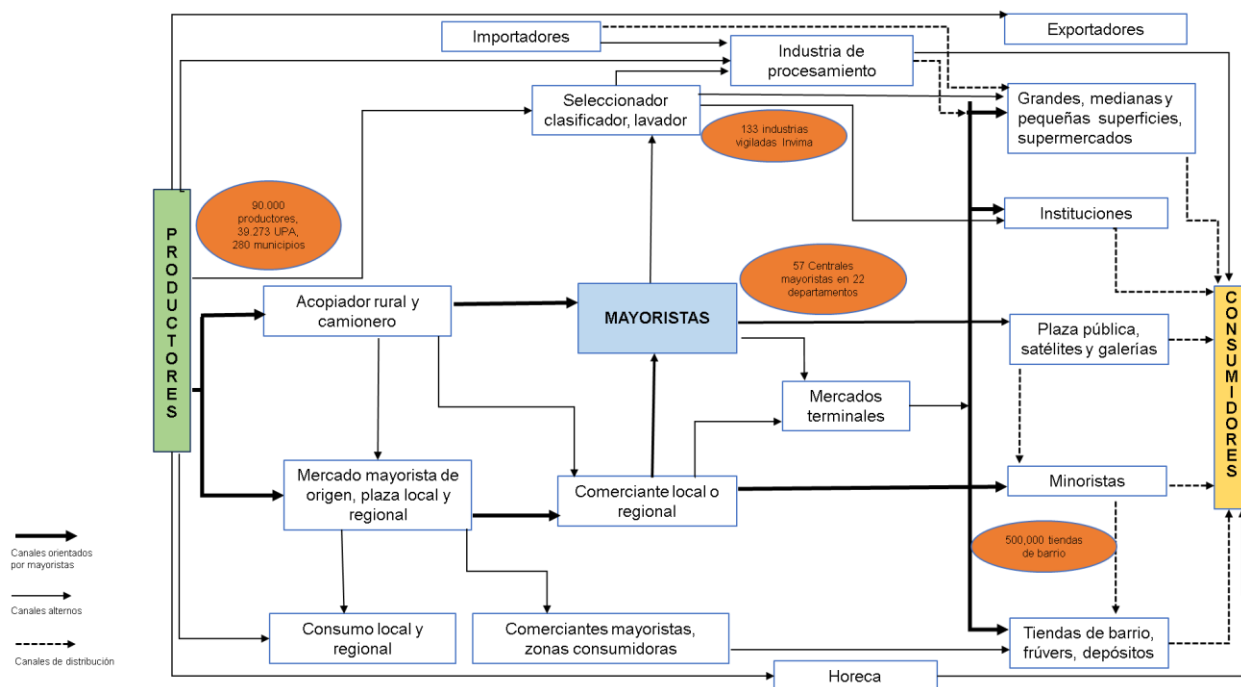 Importadores
Exportadores
Industria de
procesamiento
Seleccionador
clasificador, lavador
Grandes, medianas y
pequeñas superficies,
supermercados
133 industrias
vigiladas Invima
90.000
productores,
39.273 UPA,
280 municipios
PRODUCTORES
Instituciones
57 Centrales
mayoristas en 22
departamentos
Acopiador rural y
camionero
MAYORISTAS
Plaza pública,
satélites y galerías
CONSUMIDORES
Mercados
terminales
Mercado mayorista de
origen, plaza local y
regional
Comerciante local o
regional
Minoristas
500,000 tiendas
de barrio
Canales orientados
por mayoristas
Canales alternos
Canales de distribución
Consumo local y
regional
Comerciantes mayoristas,
zonas consumidoras
Tiendas de barrio,
frúvers, depósitos
Horeca